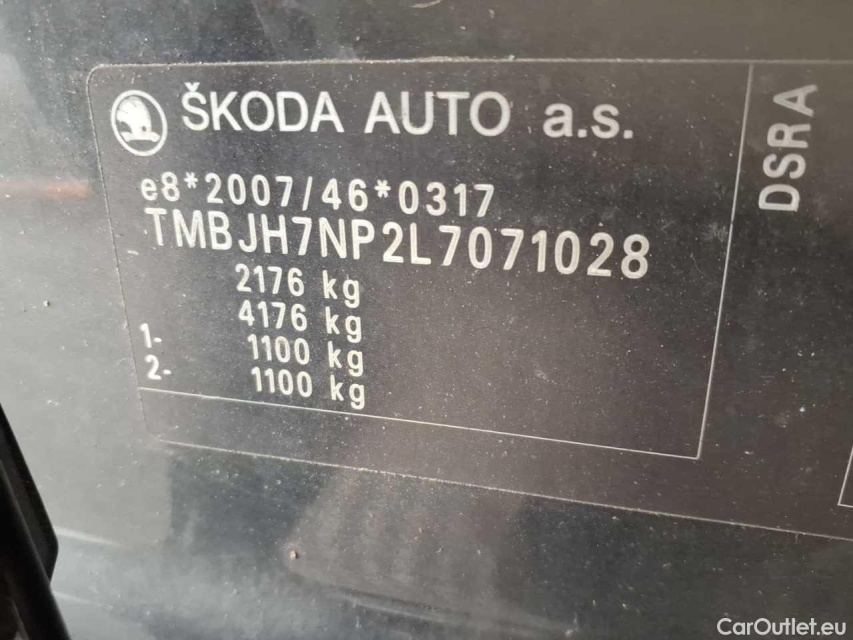 ŠKODA AUTO a.s.
e8*2007/46*0317
TMBJH7NP2L7071028
2176 kg
4176 kg
1- 1100 kg
2- 1100 kg
DSRA
CarOutlet.eu